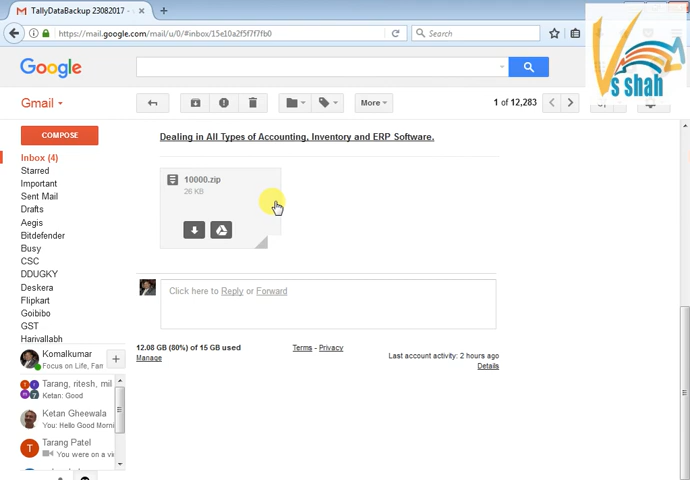 TallyDataBackup 23082017 -
https://mail.google.com/mail/u/0/#inbox/15e10a2f5f7f7fb0
Search
V
s shah
Google
Gmail
More
1 of 12,283
COMPOSE
Inbox (4)
Starred
Important
Sent Mail
Drafts
Aegis
Bitdefender
Busy
CSC
DDUGKY
Deskera
Flipkart
Goibibo
GST
Harivallabh
Komalkumar
Focus on Life, Fan
Tarang, ritesh, mil
Ketan: Good
Ketan Gheewala
You: Hello Good Morni
T
Tarang Patel
You were on a vi
Dealing in All Types of Accounting, Inventory and ERP Software.
10000.zip
26 KB
Click here to Reply or Forward
12.08 GB (80%) of 15 GB used
Manage
Terms - Privacy
Last account activity: 2 hours ago
Details